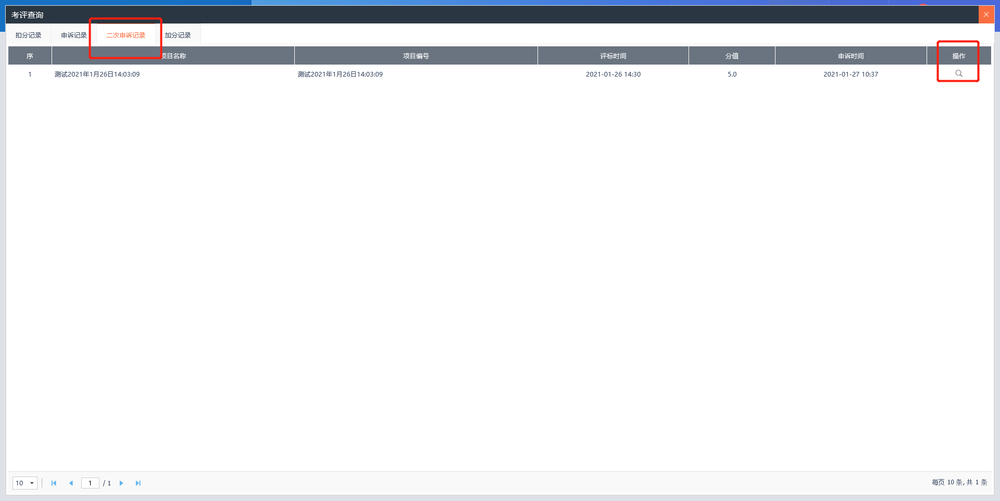 考评查询
扣分记录 申诉记录 二次申诉记录 加分记录
序 项目名称 项目编号 评标时间 分值 申诉时间 操作
1 测试2021年1月26日14:03:09 测试2021年1月26日14:03:09 2021-01-26 14:30 5.0 2021-01-27 10:37
10 1 / 1 每页 10 条, 共 1 条